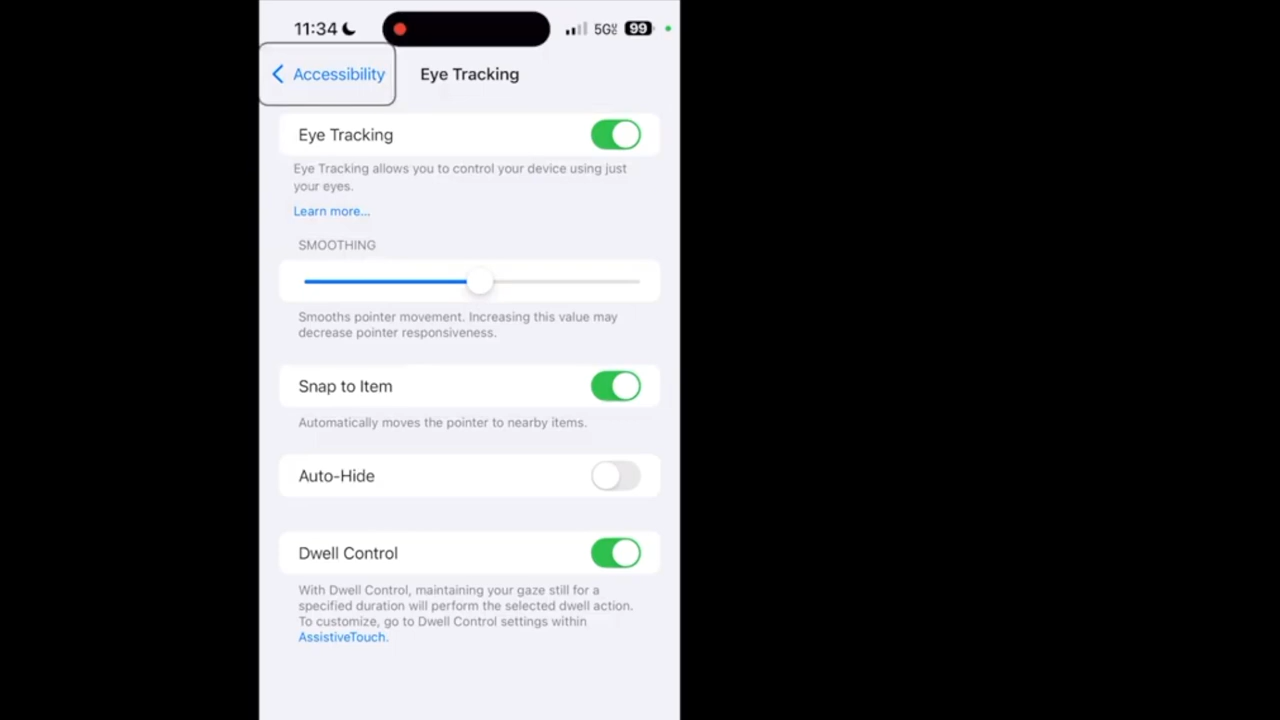 11:34 5G 99
Accessibility Eye Tracking
Eye Tracking
Eye Tracking allows you to control your device using just
your eyes.
Learn more...
SMOOTHING
Smooths pointer movement. Increasing this value may
decrease pointer responsiveness.
Snap to Item
Automatically moves the pointer to nearby items.
Auto-Hide
Dwell Control
With Dwell Control, maintaining your gaze still for a
specified duration will perform the selected dwell action.
To customize, go to Dwell Control settings within
AssistiveTouch.